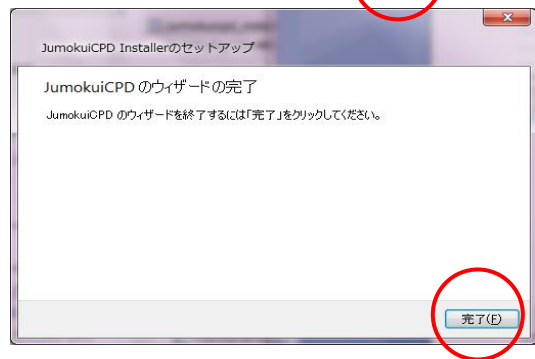 JumokuiCPD Installerのセットアップ
JumokuiCPD のウィザードの完了
JumokuiCPD のウィザードを終了するには「完了」をクリックしてください。
完了(F)